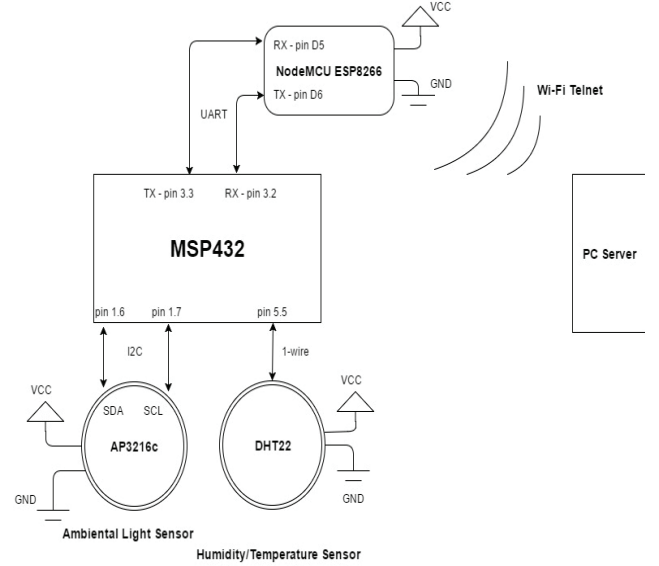 VCC
RX - pin D5
NodeMCU ESP8266
GND
TX - pin D6
Wi-Fi Telnet
UART
TX - pin 3.3
RX - pin 3.2
MSP432
PC Server
pin 1.6
pin 1.7
pin 5.5
I2C
1-wire
VCC
VCC
SDA
SCL
AP3216c
DHT22
GND
GND
Ambiental Light Sensor
Humidity/Temperature Sensor